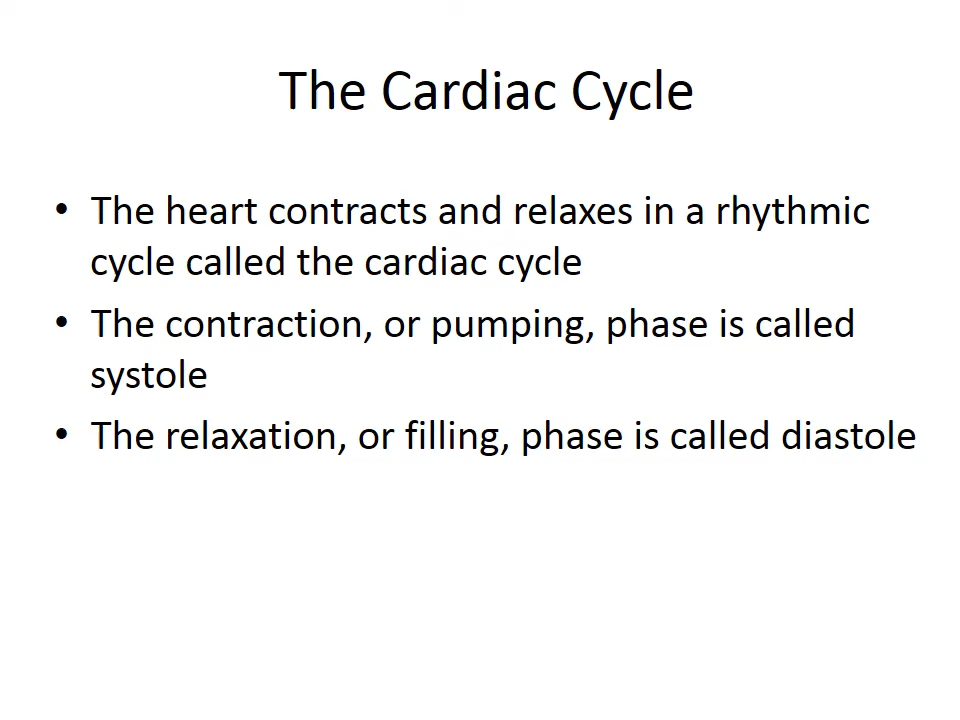 The Cardiac Cycle
• The heart contracts and relaxes in a rhythmic
cycle called the cardiac cycle
• The contraction, or pumping, phase is called
systole
• The relaxation, or filling, phase is called diastole